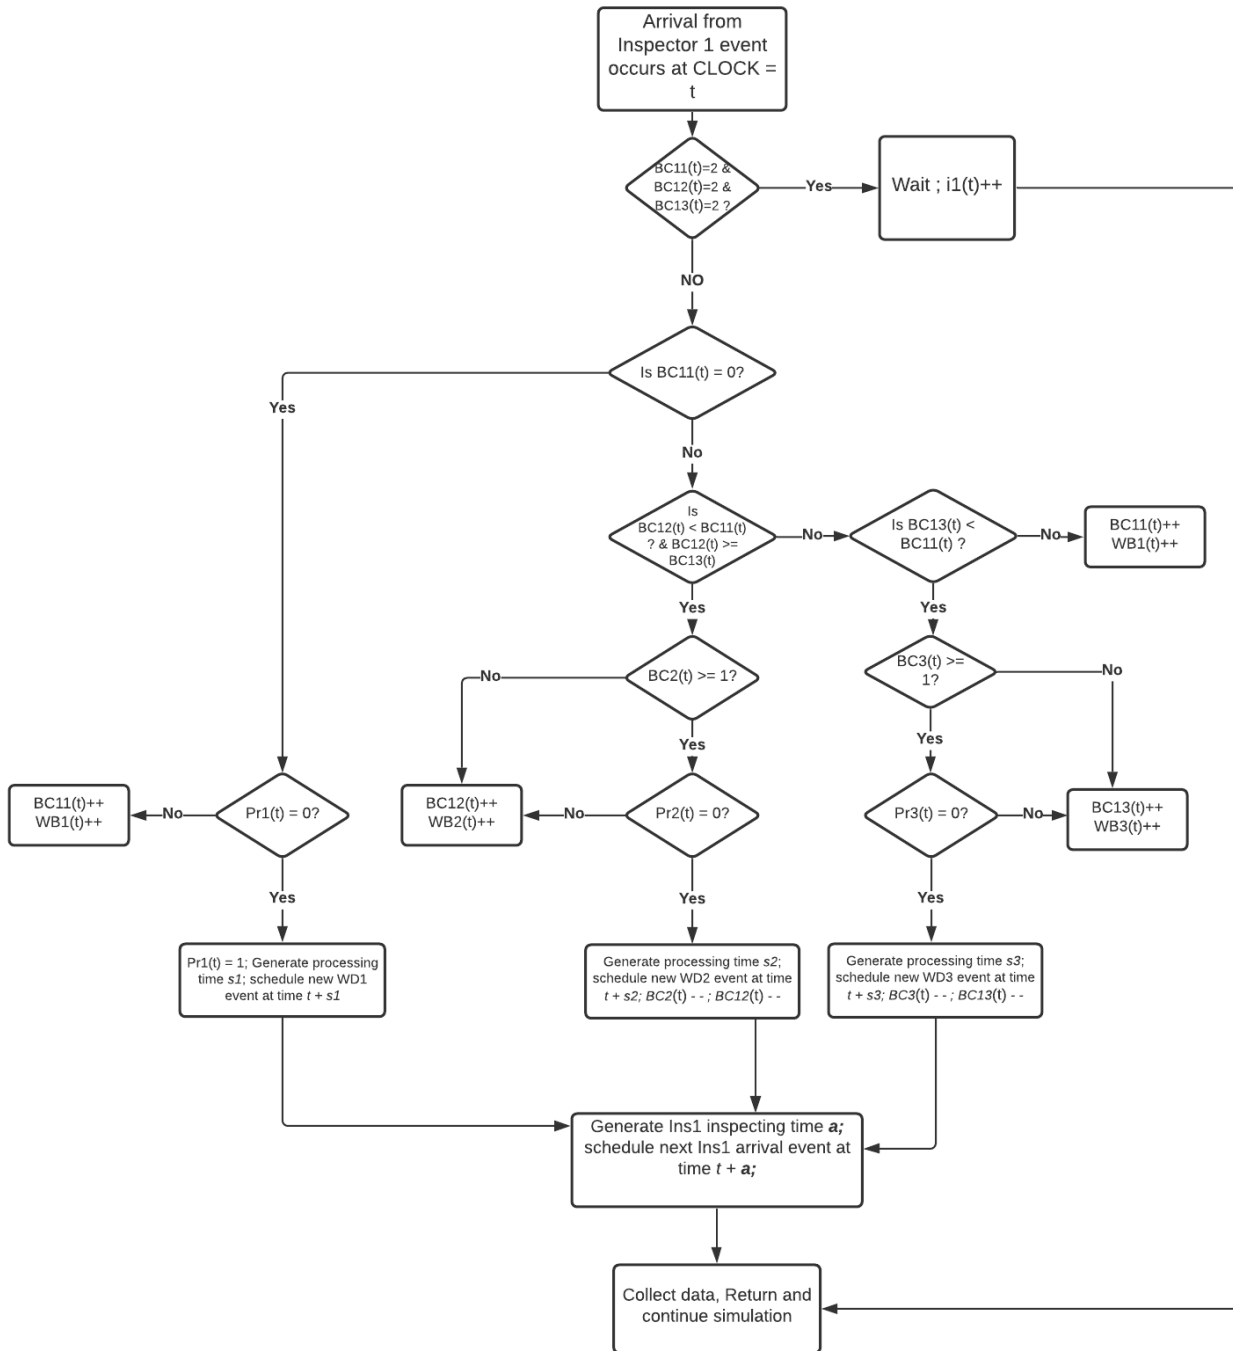 Arrival from
Inspector 1 event
occurs at CLOCK =
t
BC11(t)=2 &
BC12(t)=2 &
BC13(t)=2 ?
Yes
Wait ; i1(t)++
NO
Is BC11(t) = 0?
Yes
No
Is
BC12(t) < BC11(t)
? & BC12(t) >=
BC13(t)
No
Is BC13(t) <
BC11(t) ?
No
BC11(t)++
WB1(t)++
Yes
Yes
BC2(t) >= 1?
No
BC3(t) >=
1?
No
Yes
Yes
BC11(t)++
WB1(t)++
No
Pr1(t) = 0?
BC12(t)++
WB2(t)++
No
Pr2(t) = 0?
Pr3(t) = 0?
No
BC13(t)++
WB3(t)++
Yes
Yes
Yes
Pr1(t) = 1; Generate processing
time s1; schedule new WD1
event at time t + s1
Generate processing time s2;
schedule new WD2 event at time
t + s2; BC2(t) - - ; BC12(t) - -
Generate processing time s3;
schedule new WD3 event at time
t + s3; BC3(t) - - ; BC13(t) - -
Generate Ins1 inspecting time a;
schedule next Ins1 arrival event at
time t + a;
Collect data, Return and
continue simulation